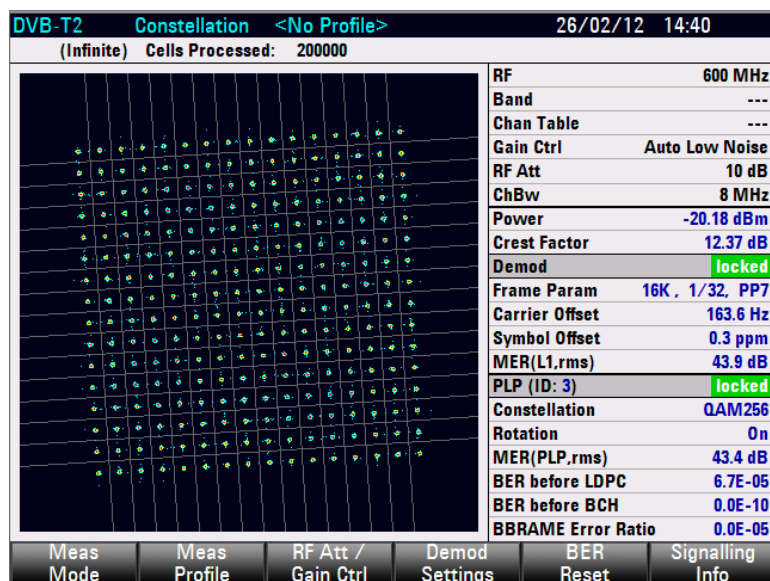 DVB-T2 Constellation <No Profile> 26/02/12 14:40
(Infinite) Cells Processed: 200000
RF 600 MHz
Band ---
Chan Table ---
Gain Ctrl Auto Low Noise
RF Att 10 dB
ChBw 8 MHz
Power -20.18 dBm
Crest Factor 12.37 dB
Demod locked
Frame Param 16K , 1/32, PP7
Carrier Offset 163.6 Hz
Symbol Offset 0.3 ppm
MER(L1,rms) 43.9 dB
PLP (ID: 3) locked
Constellation QAM256
Rotation On
MER(PLP,rms) 43.4 dB
BER before LDPC 6.7E-05
BER before BCH 0.0E-10
BBRAME Error Ratio 0.0E-05
Meas Meas RF Att / Demod BER Signalling
Mode Profile Gain Ctrl Settings Reset Info